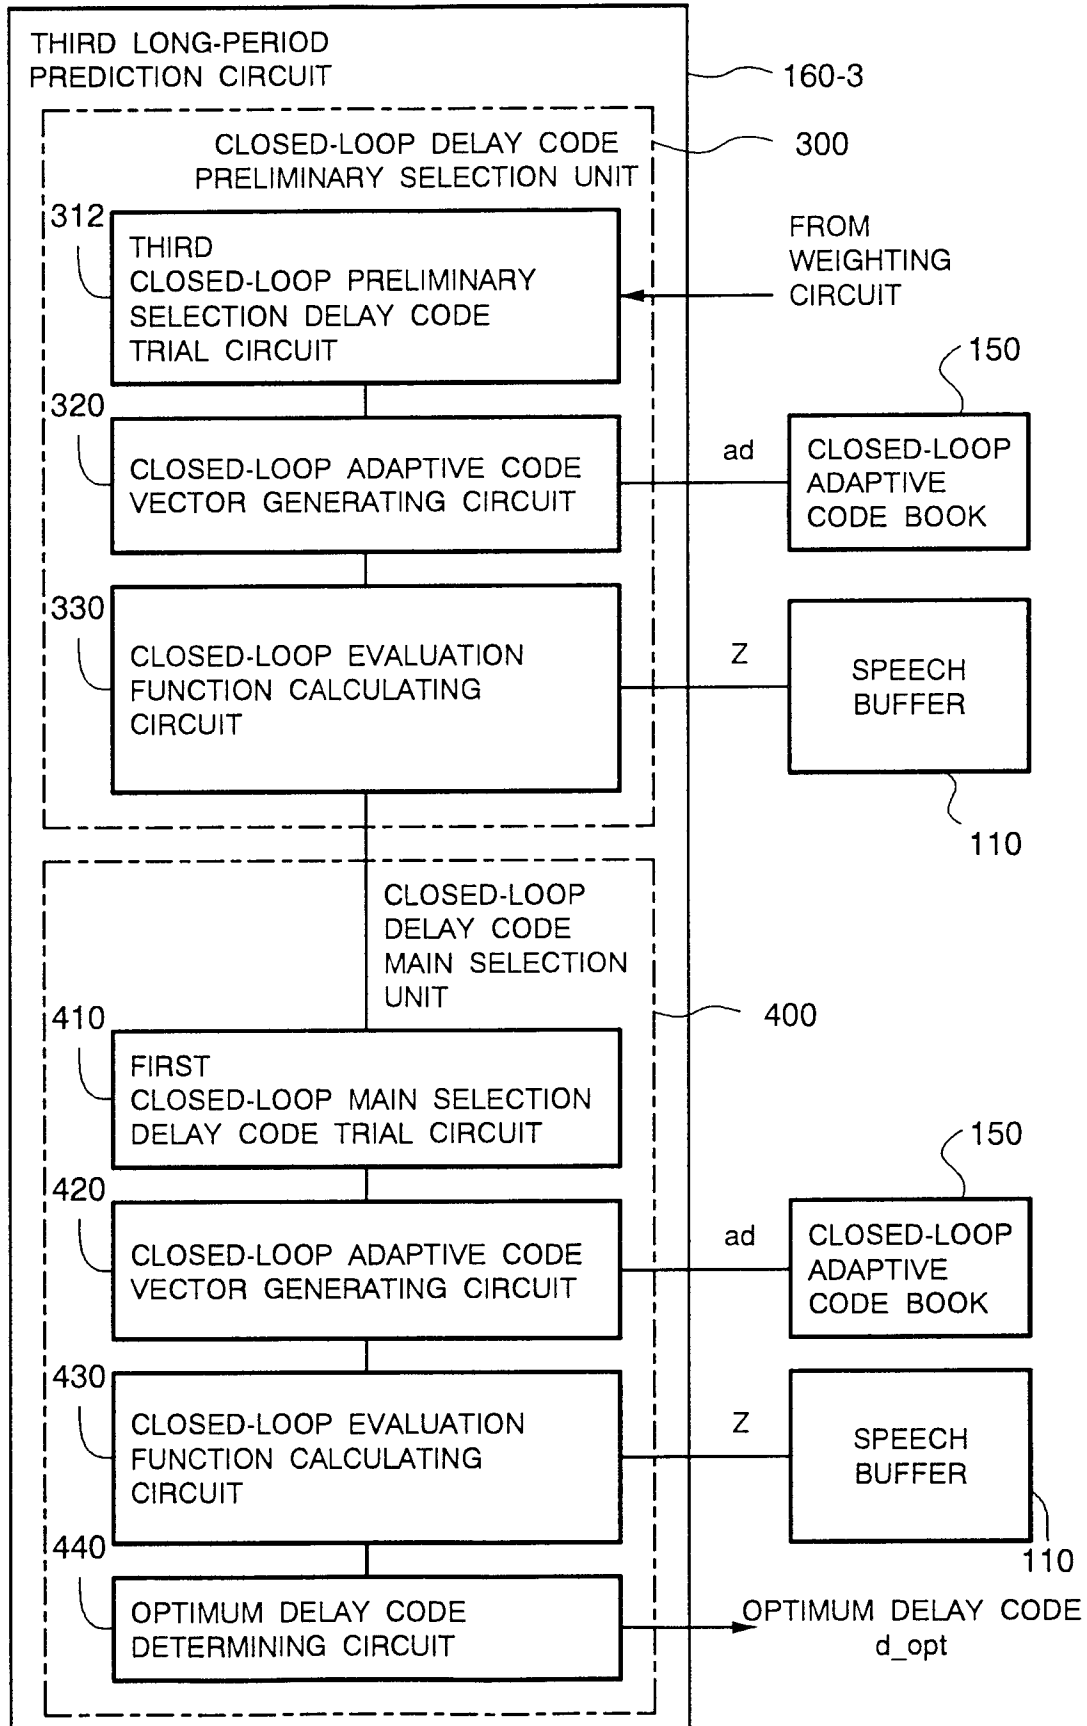 THIRD LONG-PERIOD
PREDICTION CIRCUIT
160-3
CLOSED-LOOP DELAY CODE
PRELIMINARY SELECTION UNIT
300
312
THIRD
CLOSED-LOOP PRELIMINARY
SELECTION DELAY CODE
TRIAL CIRCUIT
FROM
WEIGHTING
CIRCUIT
320
CLOSED-LOOP ADAPTIVE CODE
VECTOR GENERATING CIRCUIT
ad
150
CLOSED-LOOP
ADAPTIVE
CODE BOOK
330
CLOSED-LOOP EVALUATION
FUNCTION CALCULATING
CIRCUIT
Z
SPEECH
BUFFER
110
CLOSED-LOOP
DELAY CODE
MAIN SELECTION
UNIT
400
410
FIRST
CLOSED-LOOP MAIN SELECTION
DELAY CODE TRIAL CIRCUIT
420
CLOSED-LOOP ADAPTIVE CODE
VECTOR GENERATING CIRCUIT
ad
150
CLOSED-LOOP
ADAPTIVE
CODE BOOK
430
CLOSED-LOOP EVALUATION
FUNCTION CALCULATING
CIRCUIT
Z
SPEECH
BUFFER
110
440
OPTIMUM DELAY CODE
DETERMINING CIRCUIT
OPTIMUM DELAY CODE
d_opt